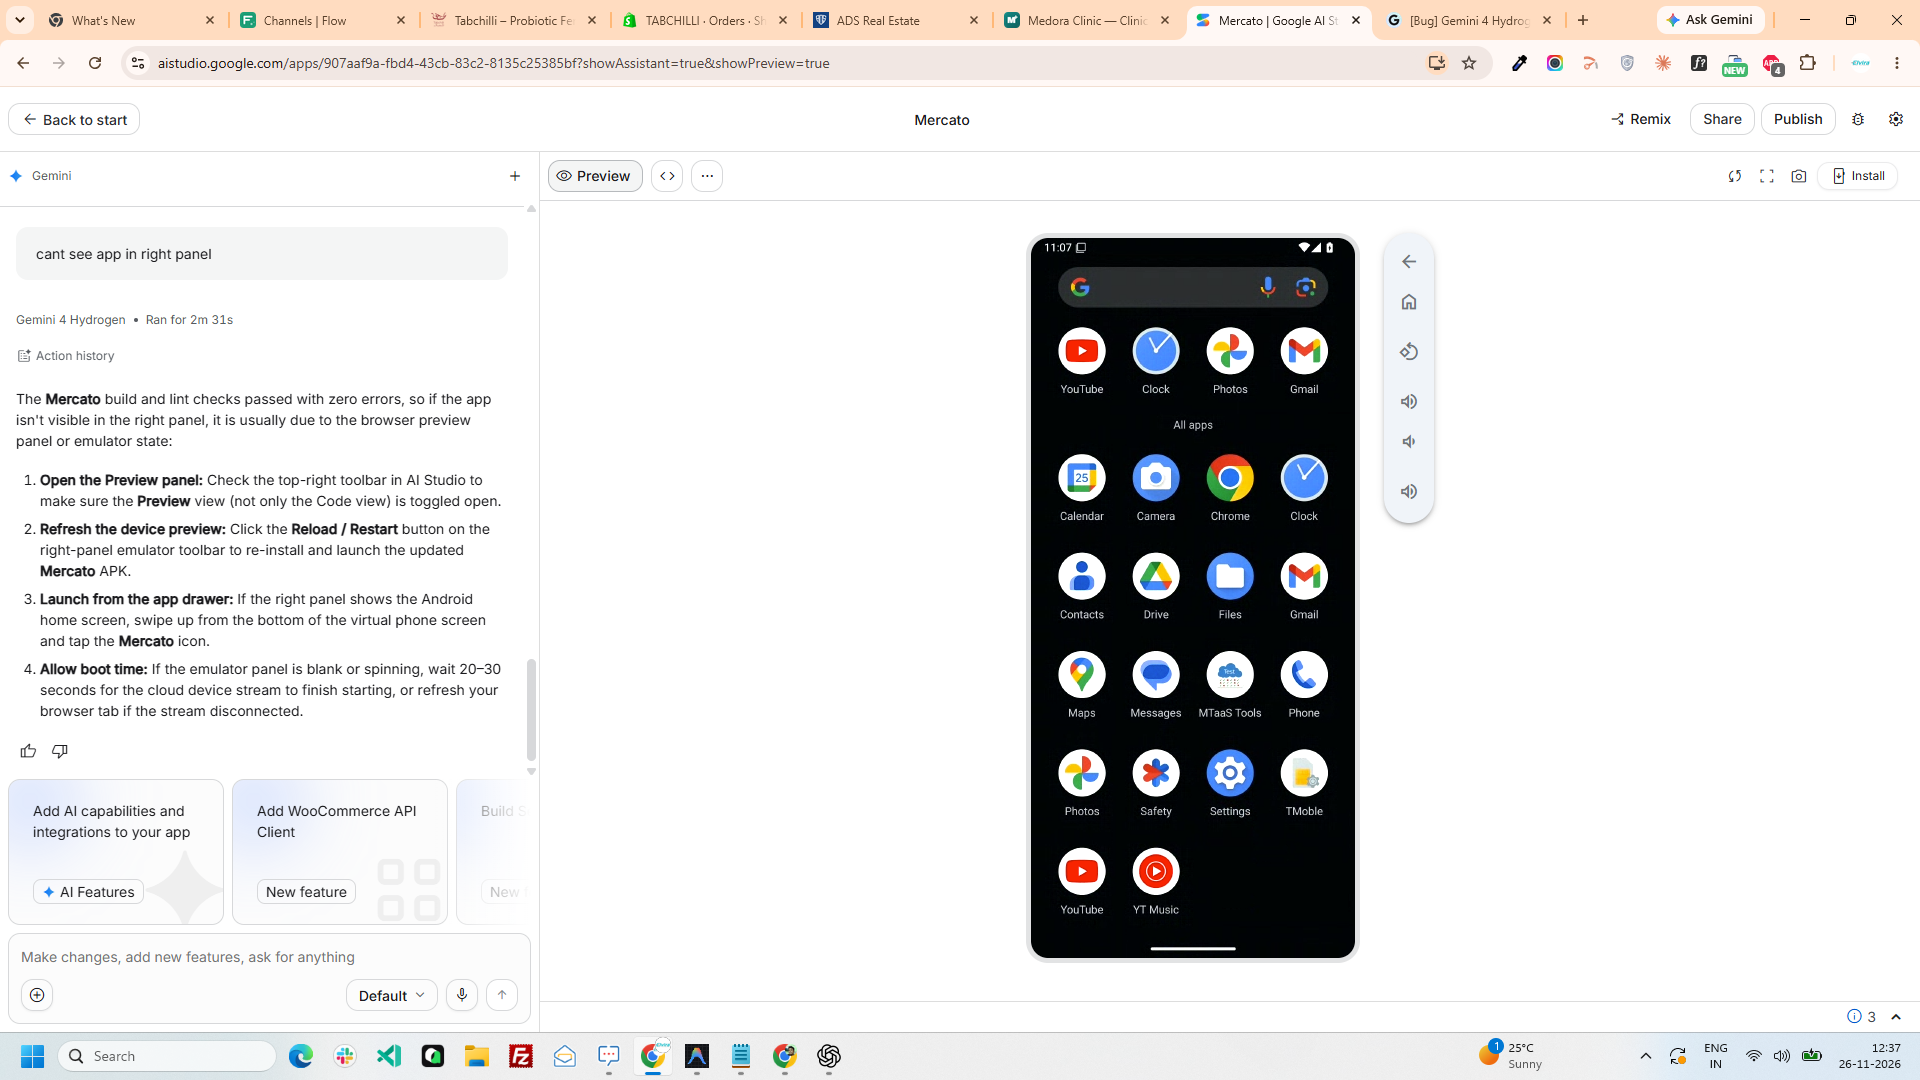 What's New
Channels | Flow
Tabchilli – Probiotic Fe
TABCHILLI · Orders · Sh
ADS Real Estate
Medora Clinic — Clinic
Mercato | Google AI St
[Bug] Gemini 4 Hydrog
Ask Gemini
aistudio.google.com/apps/907aaf9a-fbd4-43cb-83c2-8135c25385bf?showAssistant=true&showPreview=true
NEW
4
Back to start
Mercato
Remix
Share
Publish
Gemini
Preview
Install
cant see app in right panel
Gemini 4 Hydrogen • Ran for 2m 31s
Action history
The Mercato build and lint checks passed with zero errors, so if the app
isn't visible in the right panel, it is usually due to the browser preview
panel or emulator state:
1. Open the Preview panel: Check the top-right toolbar in AI Studio to
make sure the Preview view (not only the Code view) is toggled open.
2. Refresh the device preview: Click the Reload / Restart button on the
right-panel emulator toolbar to re-install and launch the updated
Mercato APK.
3. Launch from the app drawer: If the right panel shows the Android
home screen, swipe up from the bottom of the virtual phone screen
and tap the Mercato icon.
4. Allow boot time: If the emulator panel is blank or spinning, wait 20–30
seconds for the cloud device stream to finish starting, or refresh your
browser tab if the stream disconnected.
Add AI capabilities and
integrations to your app
AI Features
Add WooCommerce API
Client
New feature
Build S
New
Make changes, add new features, ask for anything
Default
11:07
YouTube Clock Photos Gmail
All apps
25
Calendar Camera Chrome Clock
Contacts Drive Files Gmail
Test
Maps Messages MTaaS Tools Phone
Photos Safety Settings TMoble
YouTube YT Music
3
Search
1
25°C
Sunny
ENG
IN
12:37
26-11-2026